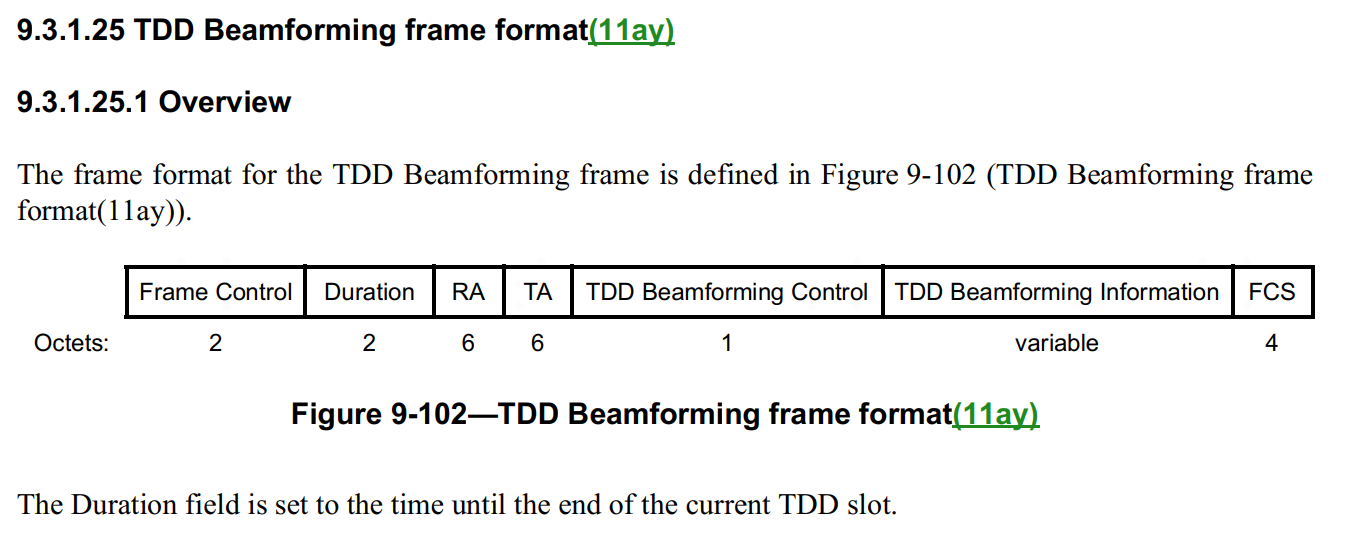 9.3.1.25 TDD Beamforming frame format(11ay)
9.3.1.25.1 Overview
The frame format for the TDD Beamforming frame is defined in Figure 9-102 (TDD Beamforming frame
format(11ay)).
Frame Control Duration RA TA TDD Beamforming Control TDD Beamforming Information FCS
Octets: 2 2 6 6 1 variable 4
Figure 9-102—TDD Beamforming frame format(11ay)
The Duration field is set to the time until the end of the current TDD slot.